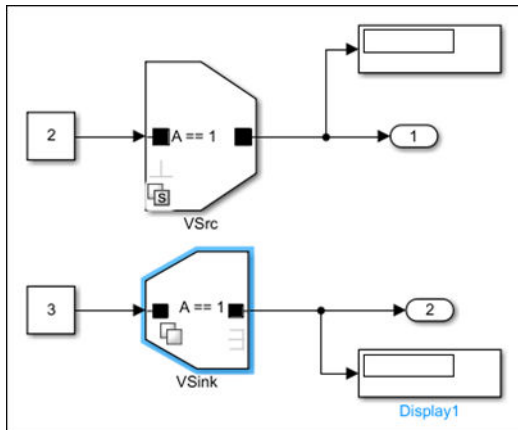 2
A == 1
1
S
VSrc
3
A == 1
2
VSink
Display1